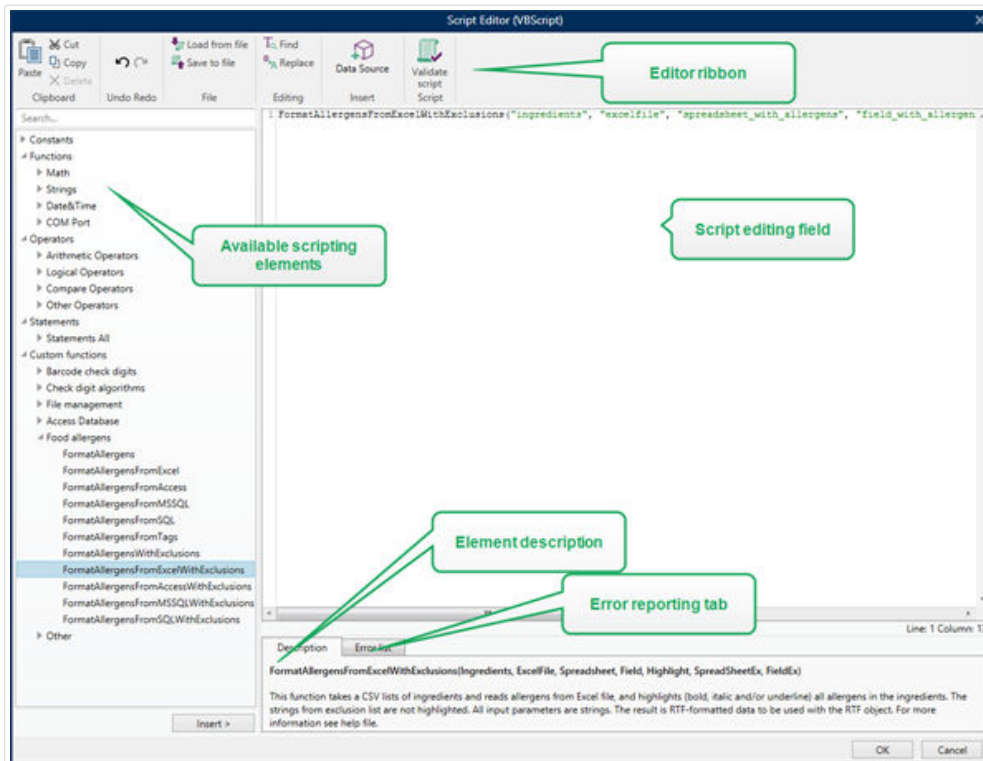 Script Editor (VBScript)
Paste
Cut
Copy
Delete
Clipboard
Undo Redo
Load from file
Save to file
File
Find
Replace
Editing
Data Source
Insert
Validate
script
Script
Editor ribbon
Search...
Constants
Functions
Math
Strings
Date&Time
COM Port
Operators
Arithmetic Operators
Logical Operators
Compare Operators
Other Operators
Statements
Statements All
Custom functions
Barcode check digits
Check digit algorithms
File management
Access Database
Food allergens
FormatAllergens
FormatAllergensFromExcel
FormatAllergensFromAccess
FormatAllergensFromMSSQL
FormatAllergensFromSQL
FormatAllergensFromTags
FormatAllergensWithExclusions
FormatAllergensFromExcelWithExclusions
FormatAllergensFromAccessWithExclusions
FormatAllergensFromMSSQLWithExclusions
FormatAllergensFromSQLWithExclusions
Other
Insert >
Available scripting
elements
1 FormatAllergensFromExcelWithExclusions("ingredients", "excelfile", "spreadsheet_with_allergens", "field_with_allergen
Script editing field
Element description
Error reporting tab
Line: 1 Column: 1
Description
Error list
FormatAllergensFromExcelWithExclusions(Ingredients, ExcelFile, Spreadsheet, Field, Highlight, SpreadSheetEx, FieldEx)
This function takes a CSV lists of ingredients and reads allergens from Excel file, and highlights (bold, italic and/or underline) all allergens in the ingredients. The
strings from exclusion list are not highlighted. All input parameters are strings. The result is RTF-formatted data to be used with the RTF object. For more
information see help file.
OK
Cancel